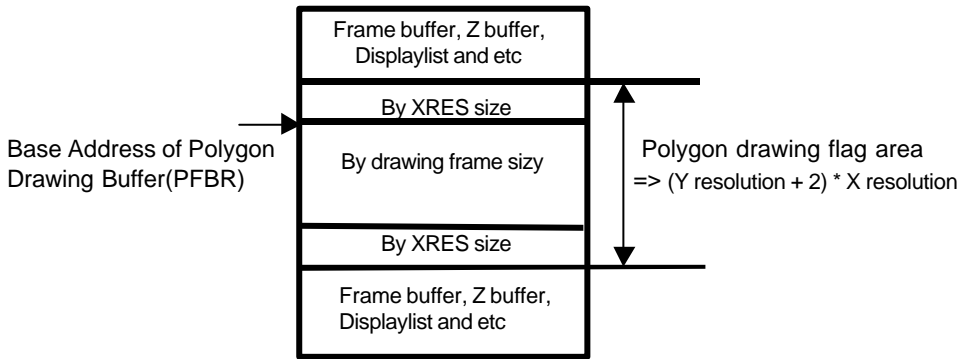 Frame buffer, Z buffer,
Displaylist and etc
By XRES size
Base Address of Polygon
Drawing Buffer(PFBR)
By drawing frame sizy
Polygon drawing flag area
=> (Y resolution + 2) * X resolution
By XRES size
Frame buffer, Z buffer,
Displaylist and etc